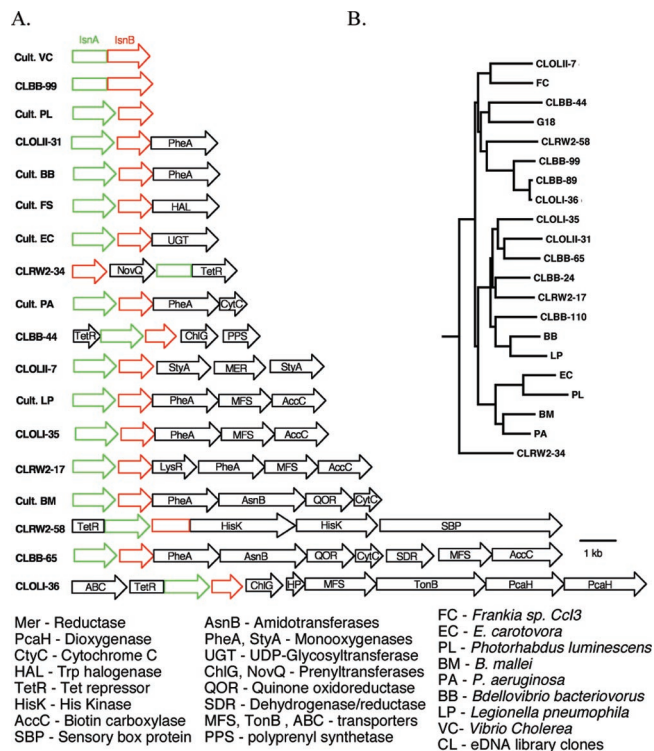 A.
B.
IsnA IsnB
Cult. VC
CLBB-99
Cult. PL
CLOLII-31 PheA
Cult. BB PheA
Cult. FS HAL
Cult. EC UGT
CLRW2-34 NovQ TetR
Cult. PA PheA CytC
CLBB-44 TetR ChlG PPS
CLOLII-7 StyA MER StyA
Cult. LP PheA MFS AccC
CLOLI-35 PheA MFS AccC
CLRW2-17 LysR PheA MFS AccC
Cult. BM PheA AsnB QOR CytC
CLRW2-58 TetR HisK HisK SBP
CLBB-65 PheA AsnB QOR CytC SDR MFS AccC
CLOLI-36 ABC TetR ChlG HP MFS TonB PcaH PcaH
CLOLII-7
FC
CLBB-44
G18
CLRW2-58
CLBB-99
CLBB-89
CLOLI-36
CLOLI-35
CLOLII-31
CLBB-65
CLBB-24
CLRW2-17
CLBB-110
BB
LP
EC
PL
BM
PA
CLRW2-34
1 kb
Mer - Reductase
PcaH - Dioxygenase
CtyC - Cytochrome C
HAL - Trp halogenase
TetR - Tet repressor
HisK - His Kinase
AccC - Biotin carboxylase
SBP - Sensory box protein
AsnB - Amidotransferases
PheA, StyA - Monooxygenases
UGT - UDP-Glycosyltransferase
ChlG, NovQ - Prenyltransferases
QOR - Quinone oxidoreductase
SDR - Dehydrogenase/reductase
MFS, TonB , ABC - transporters
PPS - polyprenyl synthetase
FC - Frankia sp. CcI3
EC - E. carotovora
PL - Photorhabdus luminescens
BM - B. mallei
PA - P. aeruginosa
BB - Bdellovibrio bacteriovorus
LP - Legionella pneumophila
VC- Vibrio Cholerea
CL - eDNA library clones